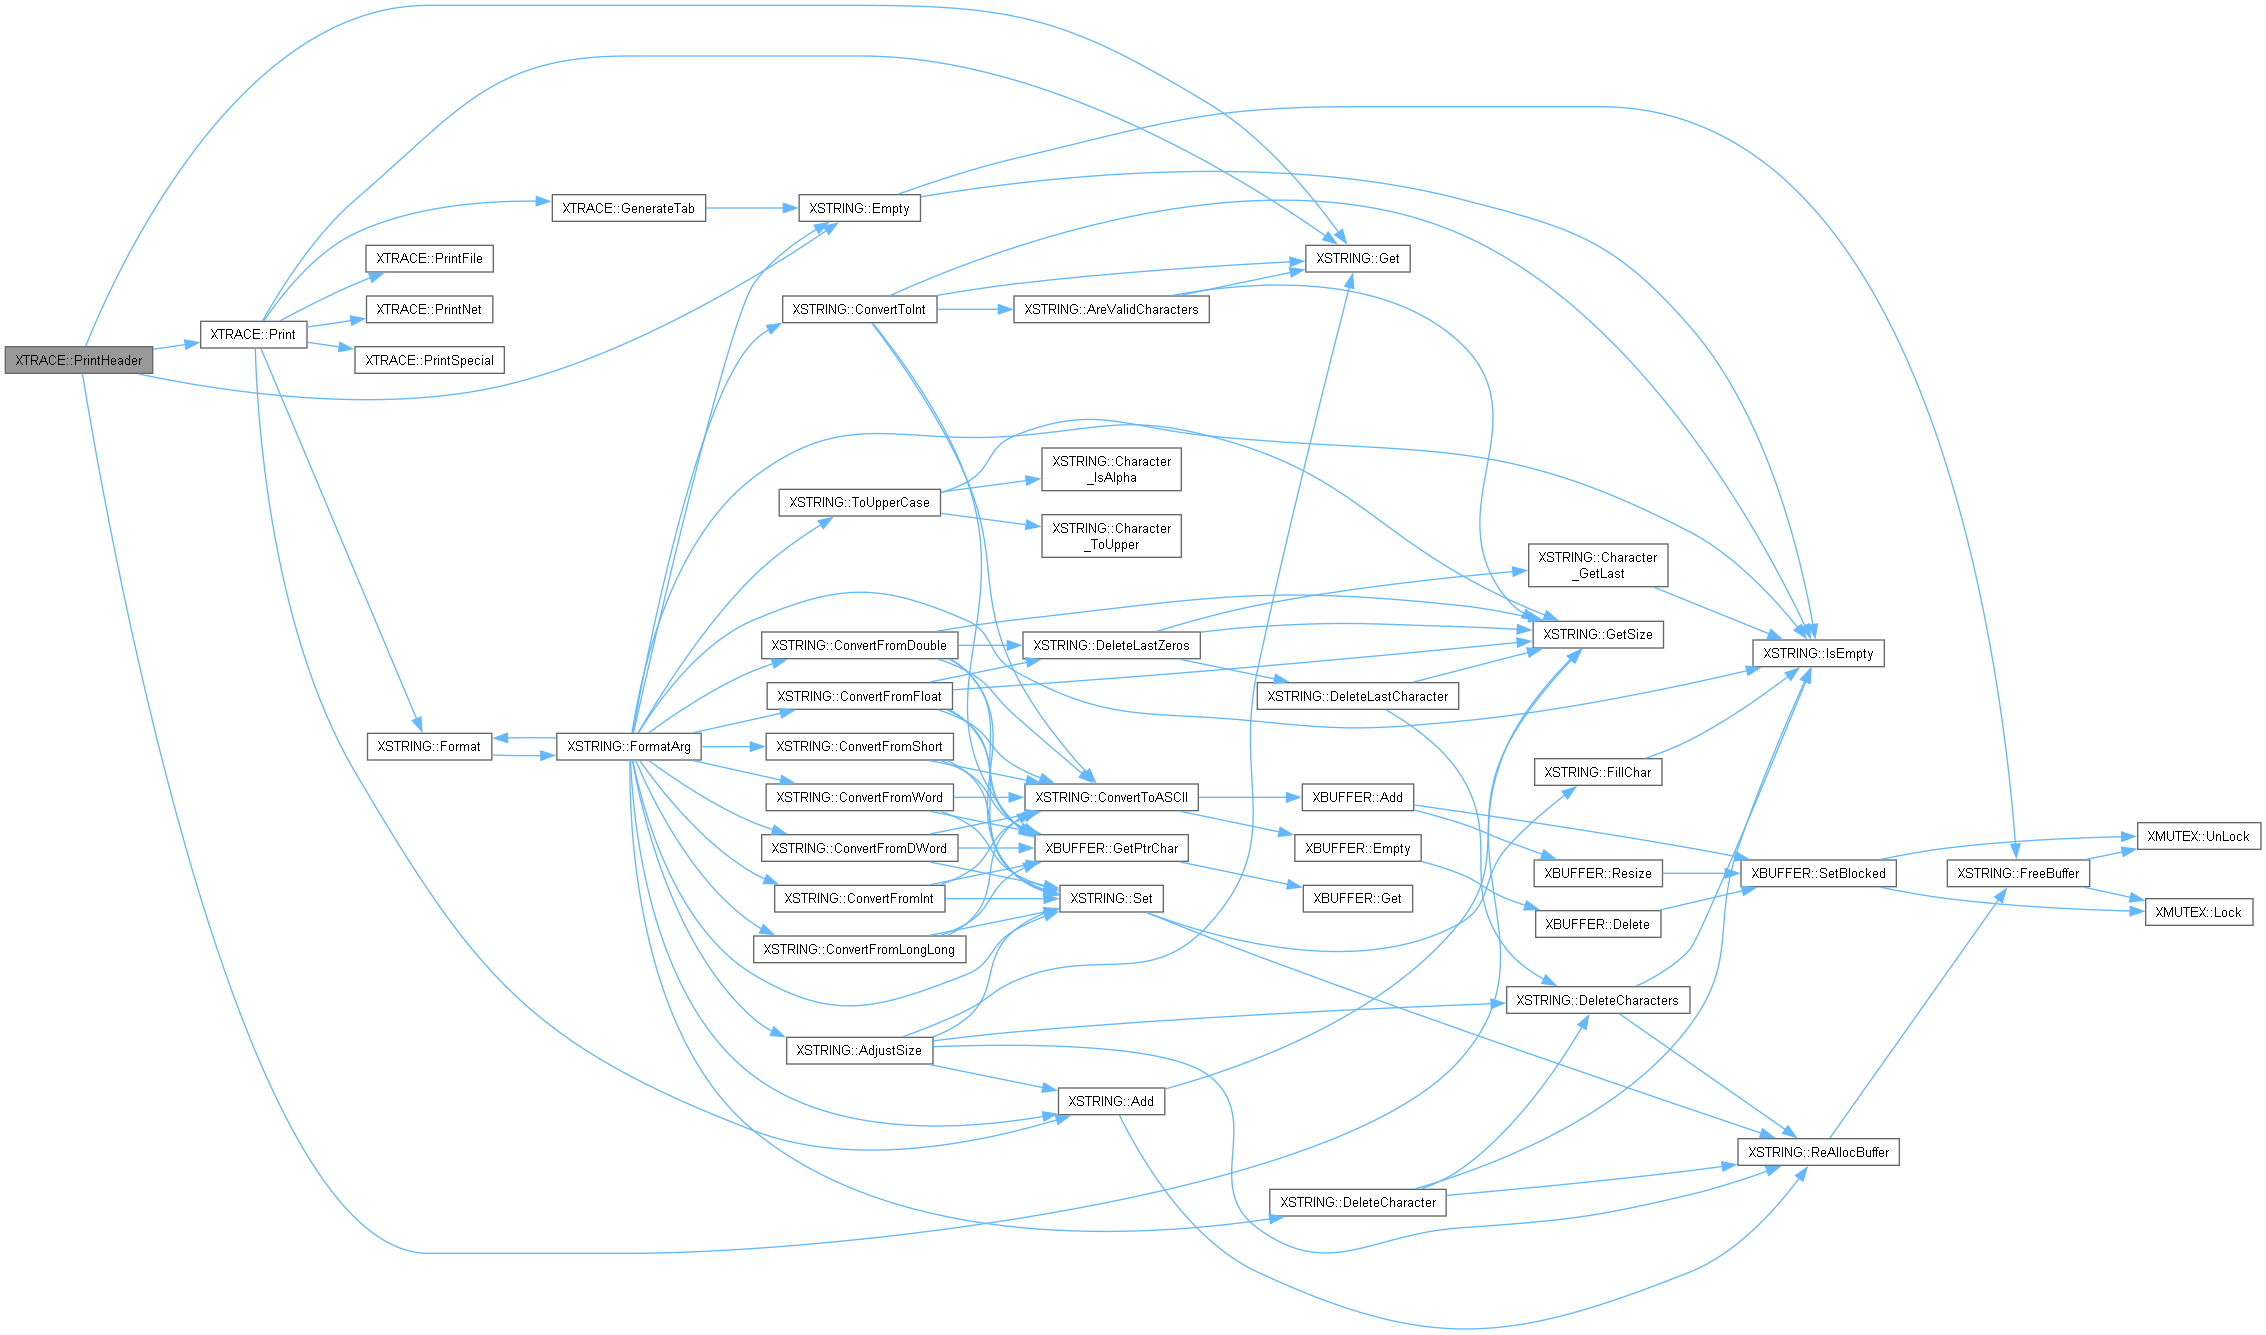 XTRACE::PrintHeader
XTRACE::Print
XTRACE::GenerateTab
XTRACE::PrintFile
XTRACE::PrintNet
XTRACE::PrintSpecial
XSTRING::Format
XSTRING::FormatArg
XSTRING::Empty
XSTRING::ConvertToInt
XSTRING::ToUpperCase
XSTRING::ConvertFromDouble
XSTRING::ConvertFromFloat
XSTRING::ConvertFromShort
XSTRING::ConvertFromWord
XSTRING::ConvertFromDWord
XSTRING::ConvertFromInt
XSTRING::ConvertFromLongLong
XSTRING::AdjustSize
XSTRING::AreValidCharacters
XSTRING::Character
_IsAlpha
XSTRING::Character
_ToUpper
XSTRING::DeleteLastZeros
XSTRING::ConvertToASCII
XBUFFER::GetPtrChar
XSTRING::Set
XSTRING::Add
XSTRING::Get
XSTRING::DeleteLastCharacter
XBUFFER::Add
XBUFFER::Empty
XBUFFER::Get
XSTRING::DeleteCharacter
XSTRING::Character
_GetLast
XSTRING::GetSize
XSTRING::FillChar
XBUFFER::Resize
XBUFFER::Delete
XSTRING::DeleteCharacters
XSTRING::IsEmpty
XBUFFER::SetBlocked
XSTRING::ReAllocBuffer
XSTRING::FreeBuffer
XMUTEX::UnLock
XMUTEX::Lock